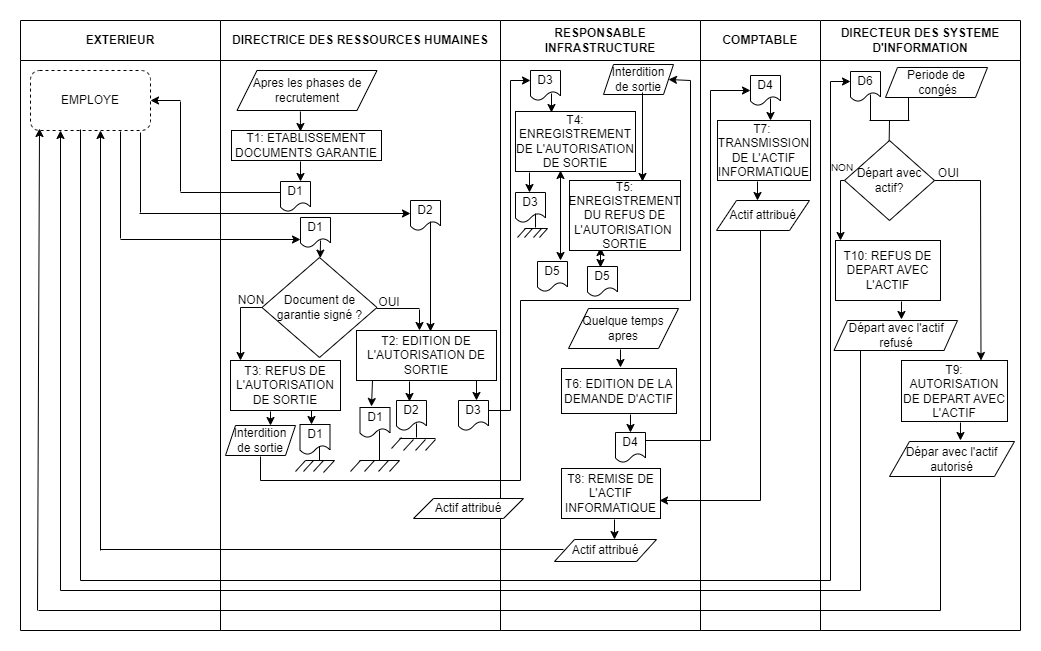 EXTERIEUR
DIRECTRICE DES RESSOURCES HUMAINES
RESPONSABLE
INFRASTRUCTURE
COMPTABLE
DIRECTEUR DES SYSTEME
D'INFORMATION
EMPLOYE
Apres les phases de
recrutement
T1: ETABLISSEMENT
DOCUMENTS GARANTIE
D1
D2
D1
Document de
garantie signé ?
NON
OUI
T2: EDITION DE
L'AUTORISATION DE
SORTIE
T3: REFUS DE
L'AUTORISATION
DE SORTIE
D1
D2
D3
Interdition
de sortie
D1
Actif attribué
D3
Interdition
de sortie
T4:
ENREGISTREMENT
DE L'AUTORISATION
DE SORTIE
D3
T5:
ENREGISTREMENT
DU REFUS DE
L'AUTORISATION
SORTIE
D5
D5
Quelque temps
apres
T6: EDITION DE LA
DEMANDE D'ACTIF
D4
T8: REMISE DE
L'ACTIF
INFORMATIQUE
Actif attribué
D4
T7:
TRANSMISSION
DE L'ACTIF
INFORMATIQUE
Actif attribué
D6
Periode de
congés
NON
Départ avec
actif?
OUI
T10: REFUS DE
DEPART AVEC
L'ACTIF
Départ avec l'actif
refusé
T9:
AUTORISATION
DE DEPART AVEC
L'ACTIF
Dépar avec l'actif
autorisé